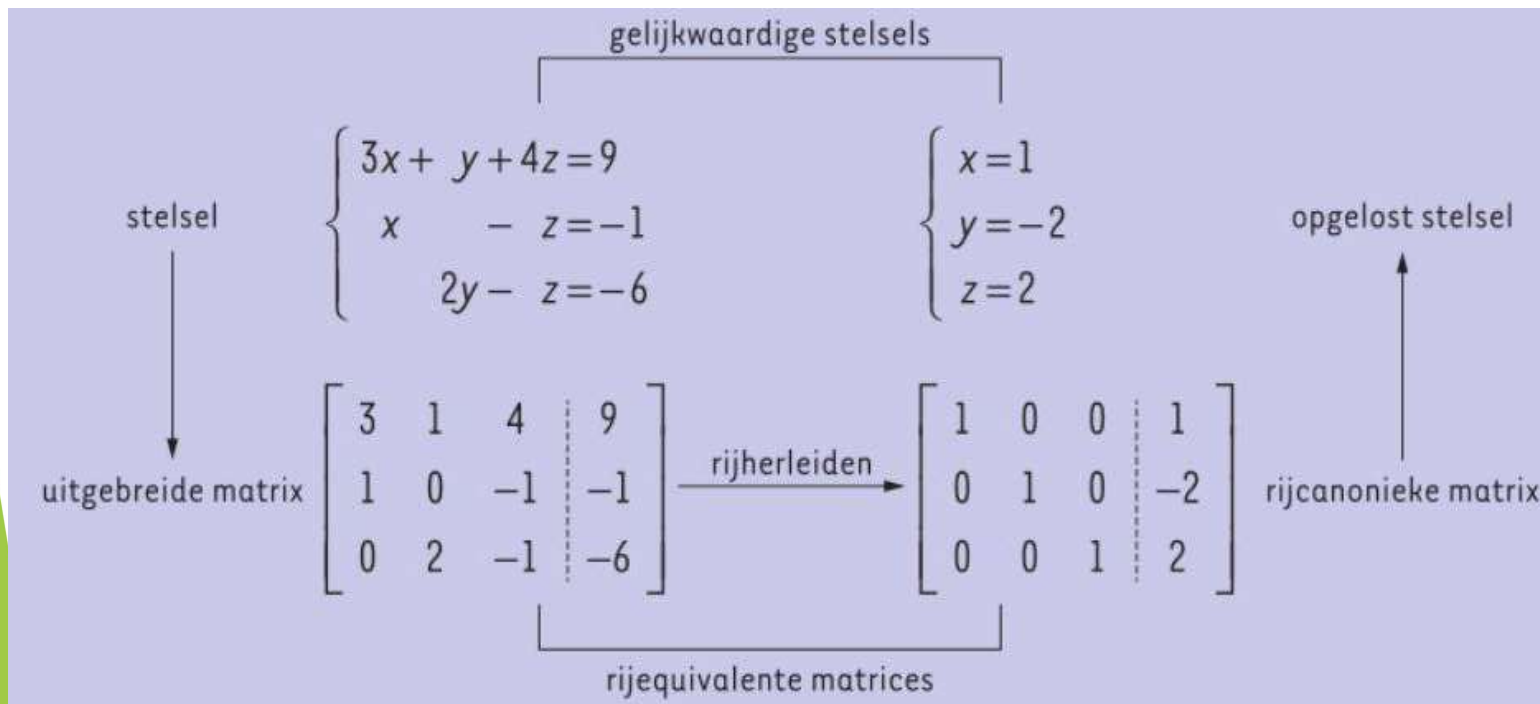 gelijkwaardige stelsels
3x + y + 4z = 9
x - z = -1
2y - z = -6
x = 1
y = -2
z = 2
stelsel
opgelost stelsel
uitgebreide matrix
3 1 4 9
1 0 -1 -1
0 2 -1 -6
rijherleiden
1 0 0 1
0 1 0 -2
0 0 1 2
rijcanonieke matrix
rijequivalente matrices